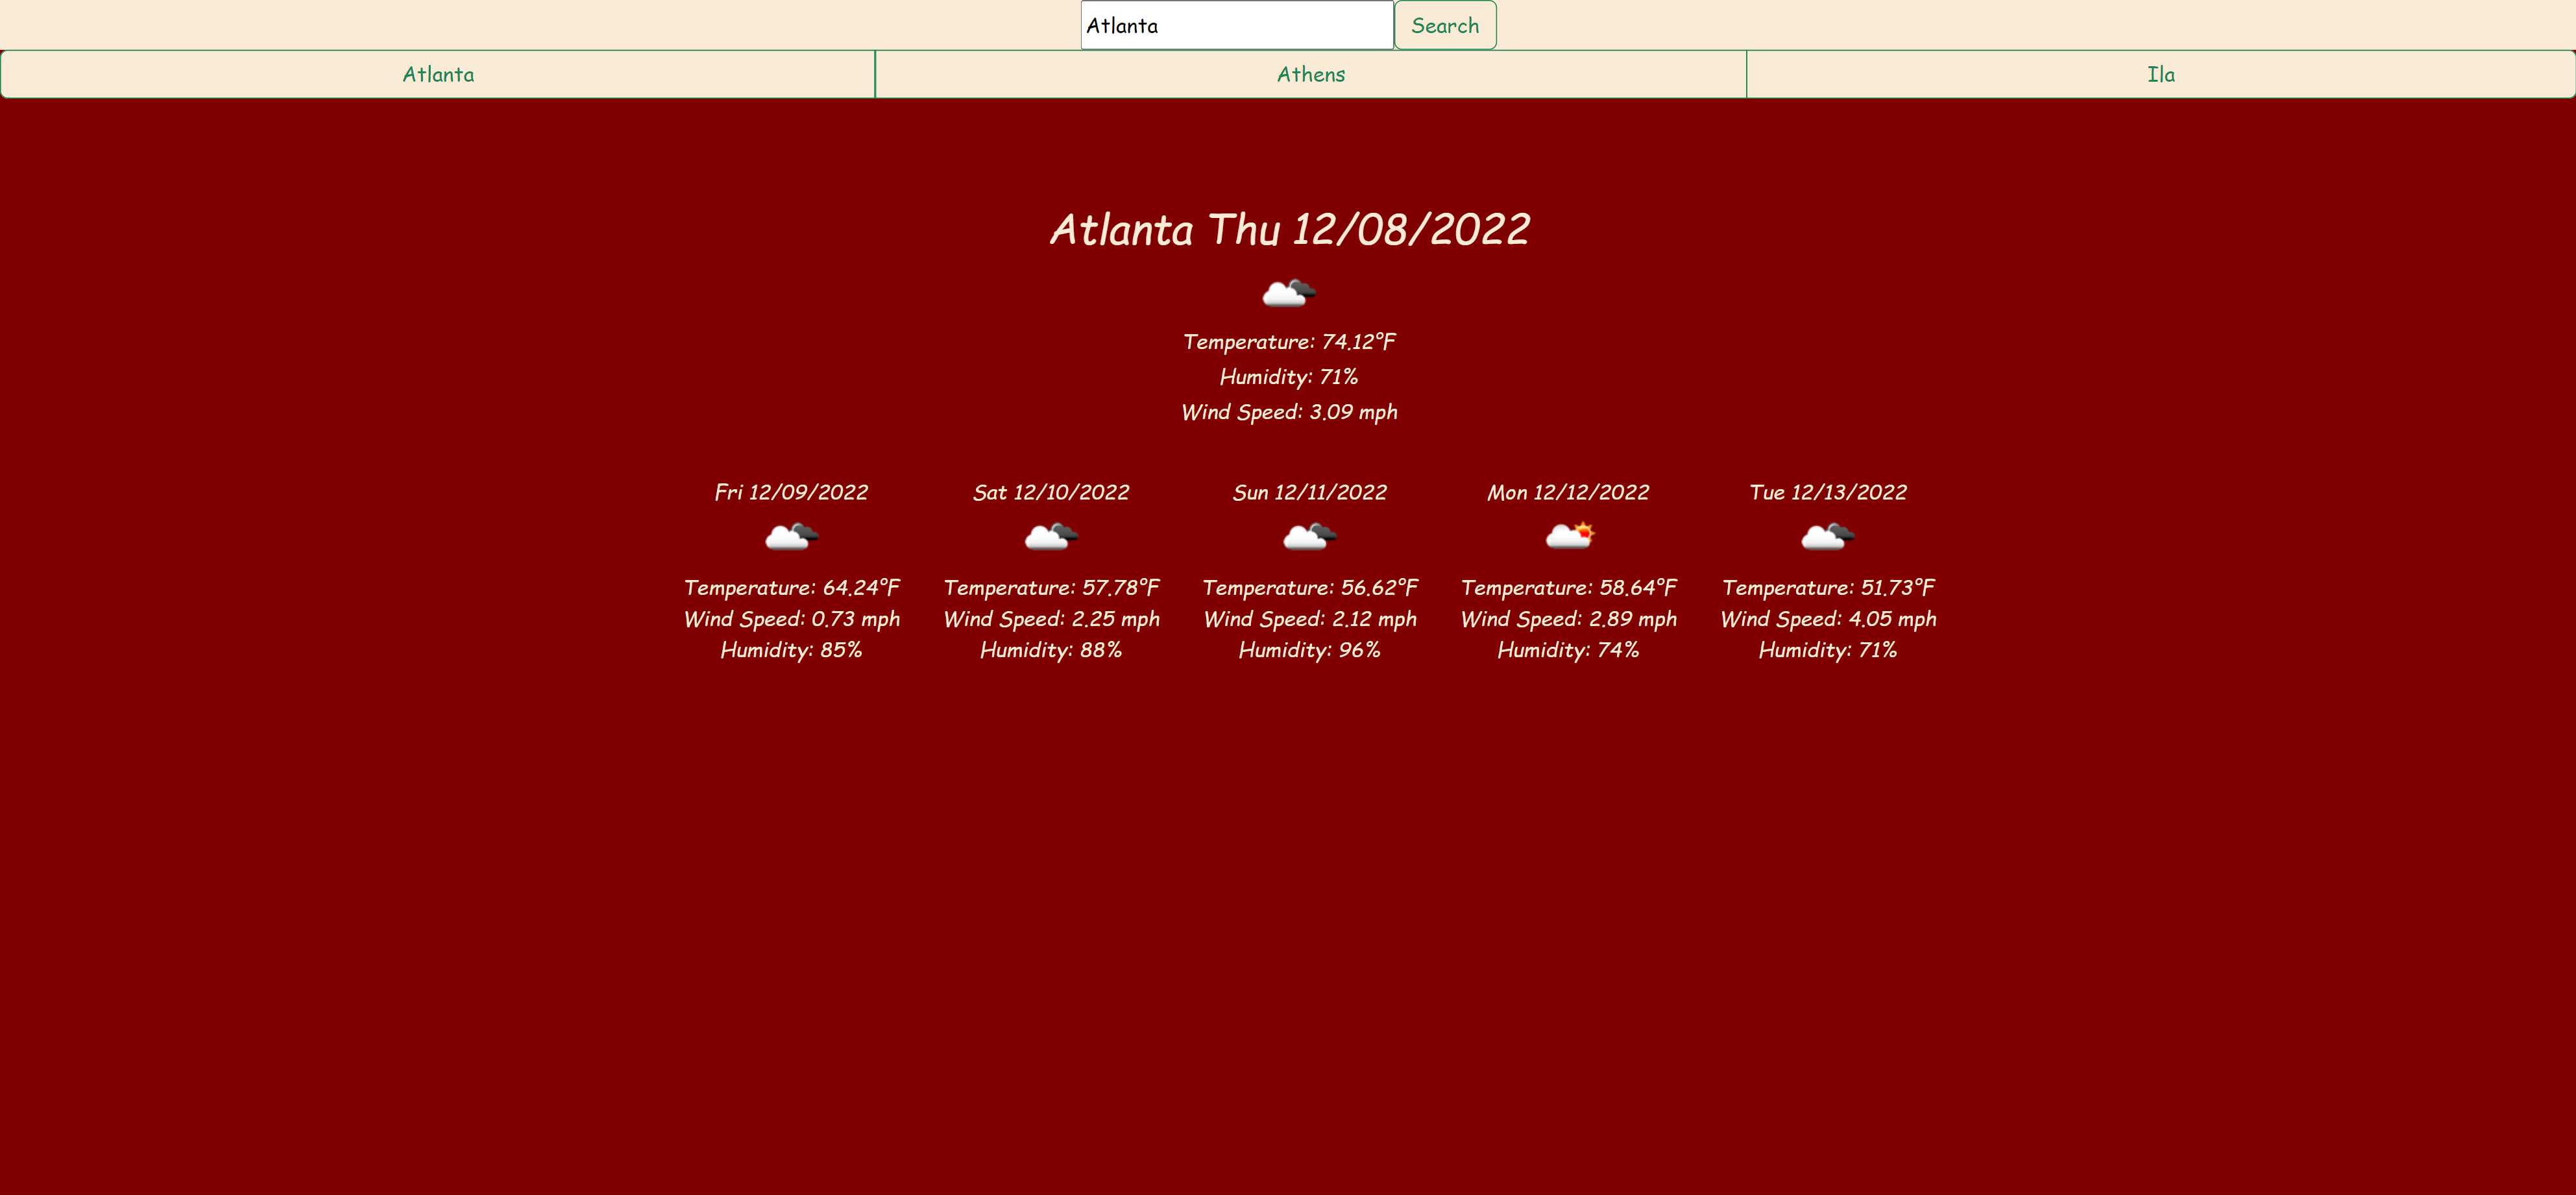 Atlanta Search
Atlanta Athens Ila
Atlanta Thu 12/08/2022
Temperature: 74.12°F
Humidity: 71%
Wind Speed: 3.09 mph
Fri 12/09/2022 Sat 12/10/2022 Sun 12/11/2022 Mon 12/12/2022 Tue 12/13/2022
Temperature: 64.24°F Temperature: 57.78°F Temperature: 56.62°F Temperature: 58.64°F Temperature: 51.73°F
Wind Speed: 0.73 mph Wind Speed: 2.25 mph Wind Speed: 2.12 mph Wind Speed: 2.89 mph Wind Speed: 4.05 mph
Humidity: 85% Humidity: 88% Humidity: 96% Humidity: 74% Humidity: 71%